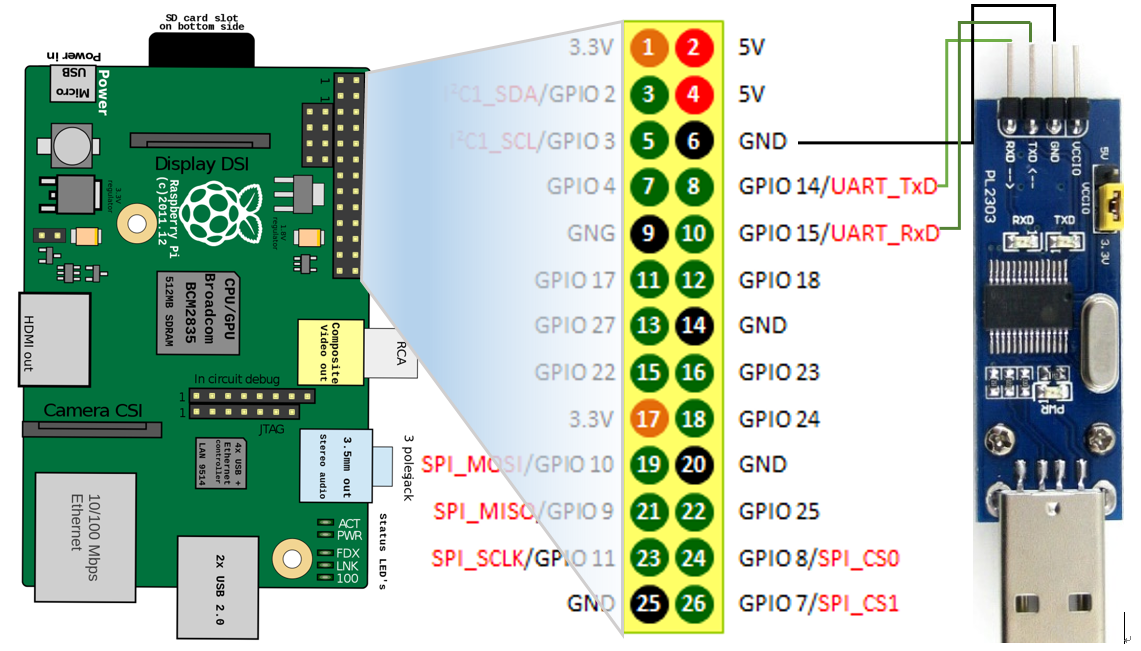 SD card slot
on bottom side
Power in
Micro
USB
Power
1
1
Display DSI
3.3V
regulator
Raspberry Pi
(c)2011.12
1.8V
regulator
CPU/GPU
Broadcom
BCM2835
512MB SDRAM
HDMI out
Composite
Video out
RCA
In circuit debug
1
1
JTAG
Camera CSI
4x USB +
Ethernet
controller
LAN 9514
3.5mm out
Stereo audio
3 polesjack
10/100 Mbps
Ethernet
2x USB 2.0
ACT
PWR
FDX
LNK
100
Status LED's
3.3V 1 2 5V
I²C1_SDA/GPIO 2 3 4 5V
I²C1_SCL/GPIO 3 5 6 GND
GPIO 4 7 8 GPIO 14/UART_TxD
GNG 9 10 GPIO 15/UART_RxD
GPIO 17 11 12 GPIO 18
GPIO 27 13 14 GND
GPIO 22 15 16 GPIO 23
3.3V 17 18 GPIO 24
SPI_MOSI/GPIO 10 19 20 GND
SPI_MISO/GPIO 9 21 22 GPIO 25
SPI_SCLK/GPIO 11 23 24 GPIO 8/SPI_CS0
GND 25 26 GPIO 7/SPI_CS1
RXD -->
TXD <--
GND
VCCIO
5V
VCCIO
3.3V
PL2303
RXD
TXD
PWR